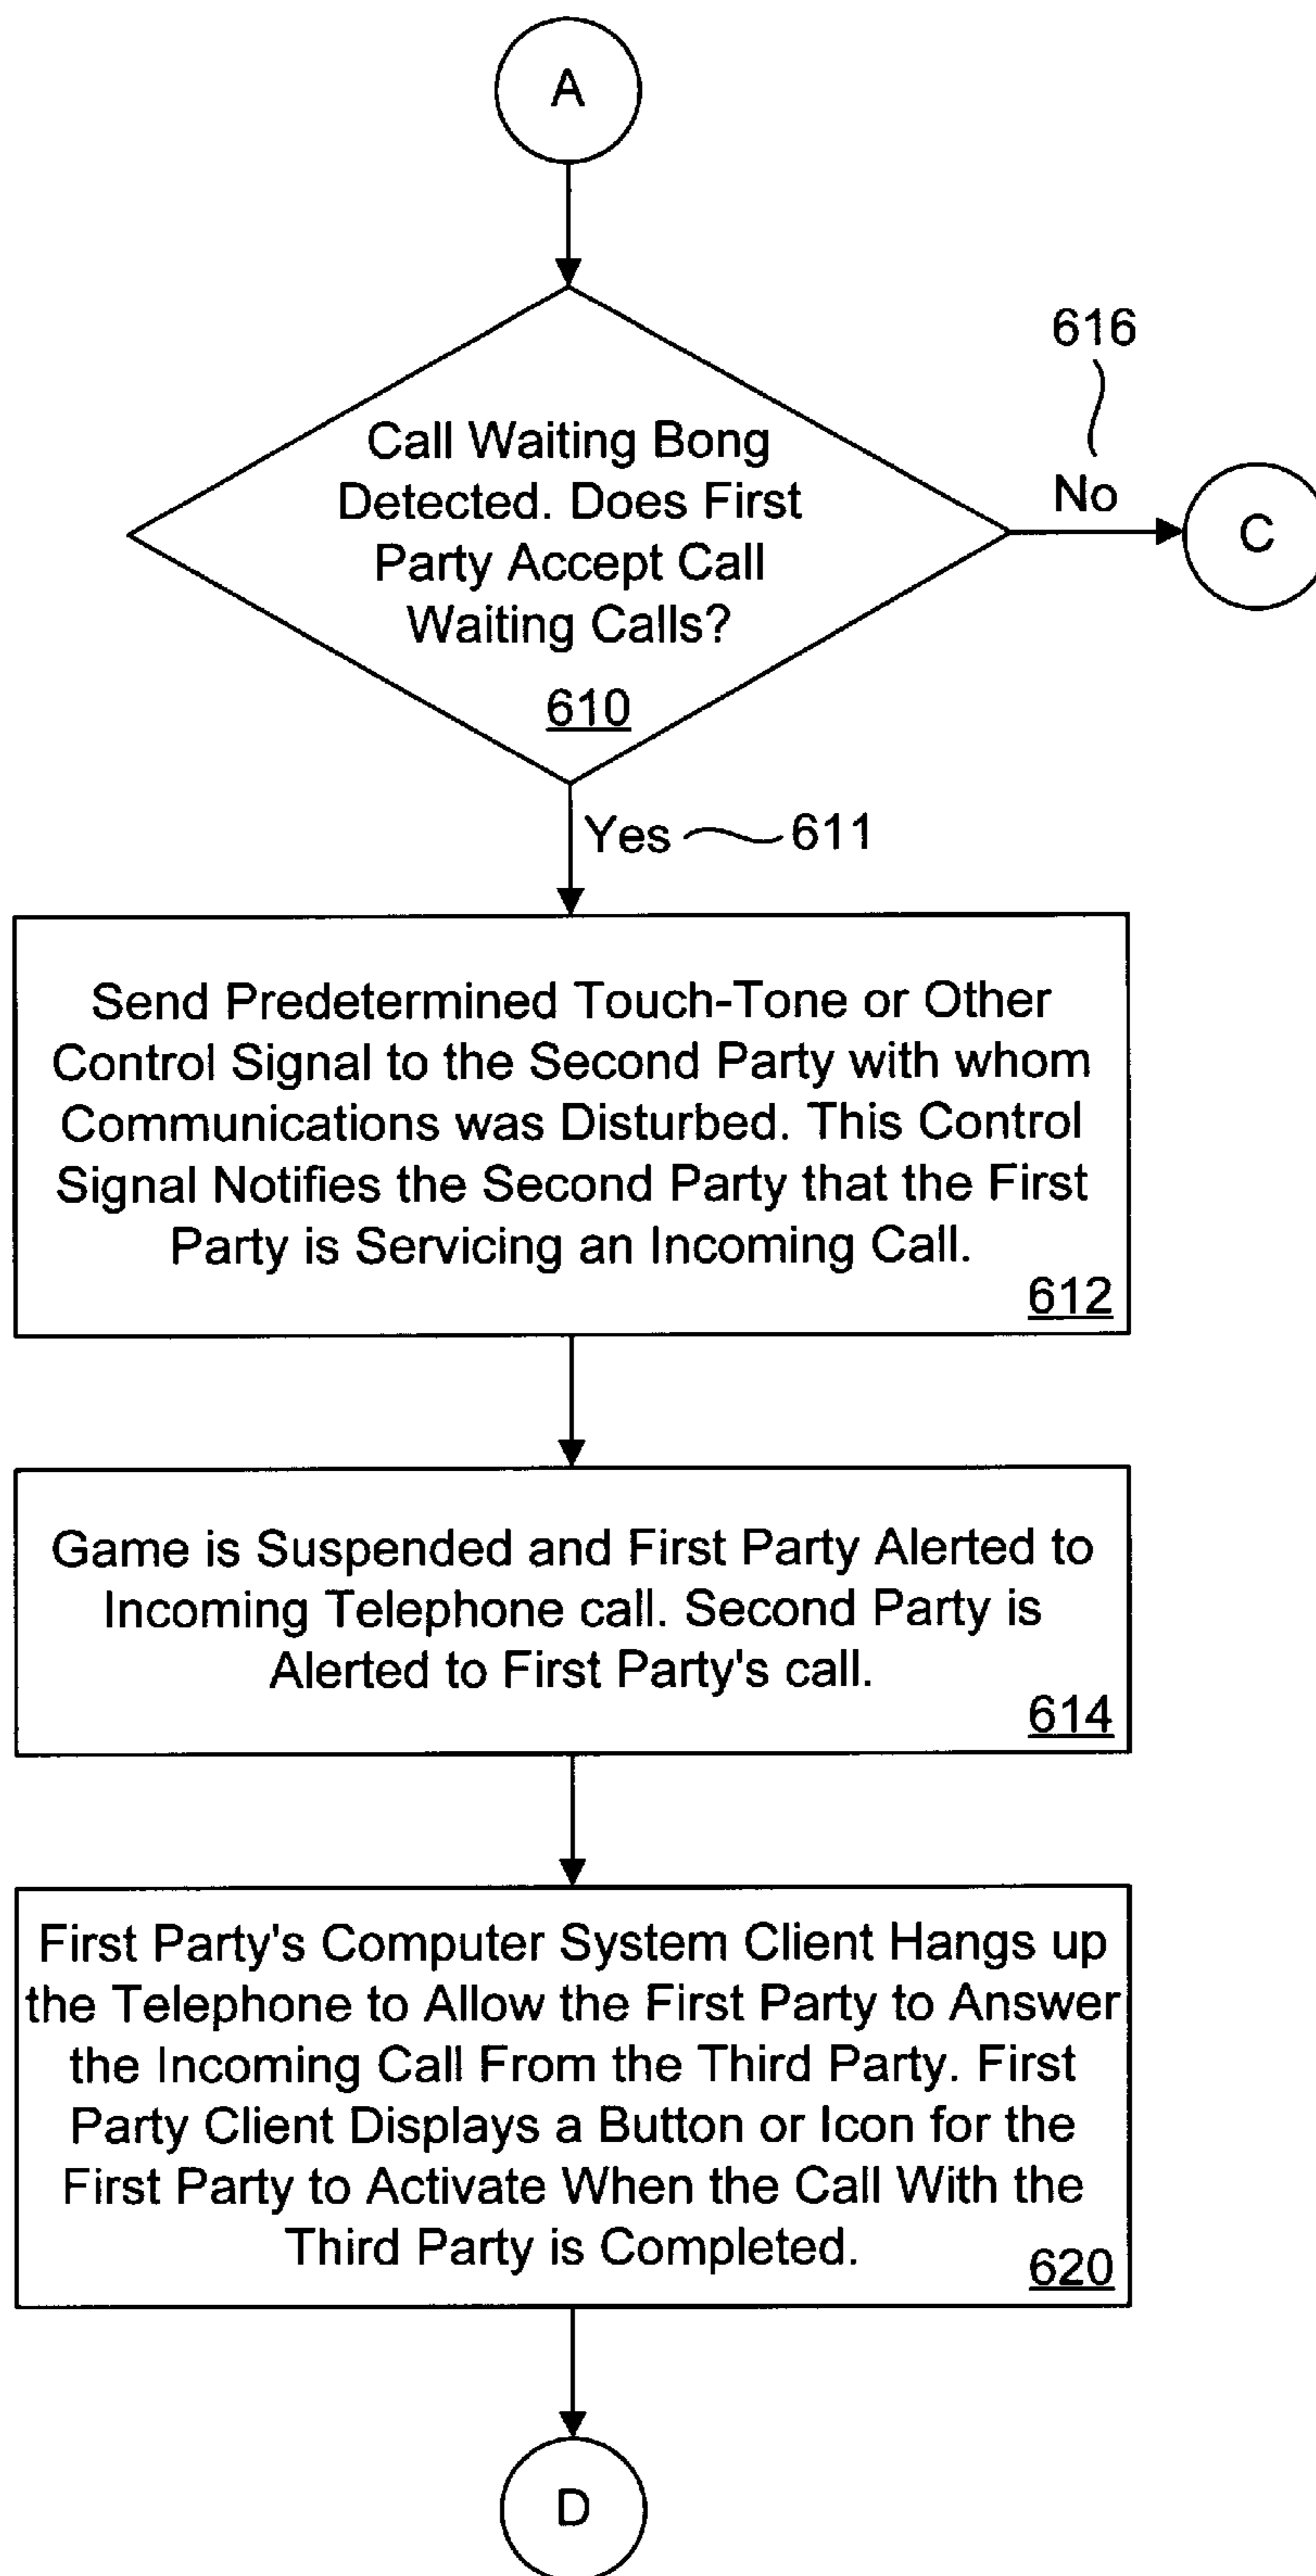 A
616
Call Waiting Bong
Detected. Does First
Party Accept Call
Waiting Calls?
610
No
C
Yes
611
Send Predetermined Touch-Tone or Other
Control Signal to the Second Party with whom
Communications was Disturbed. This Control
Signal Notifies the Second Party that the First
Party is Servicing an Incoming Call.
612
Game is Suspended and First Party Alerted to
Incoming Telephone call. Second Party is
Alerted to First Party's call.
614
First Party's Computer System Client Hangs up
the Telephone to Allow the First Party to Answer
the Incoming Call From the Third Party. First
Party Client Displays a Button or Icon for the
First Party to Activate When the Call With the
Third Party is Completed.
620
D